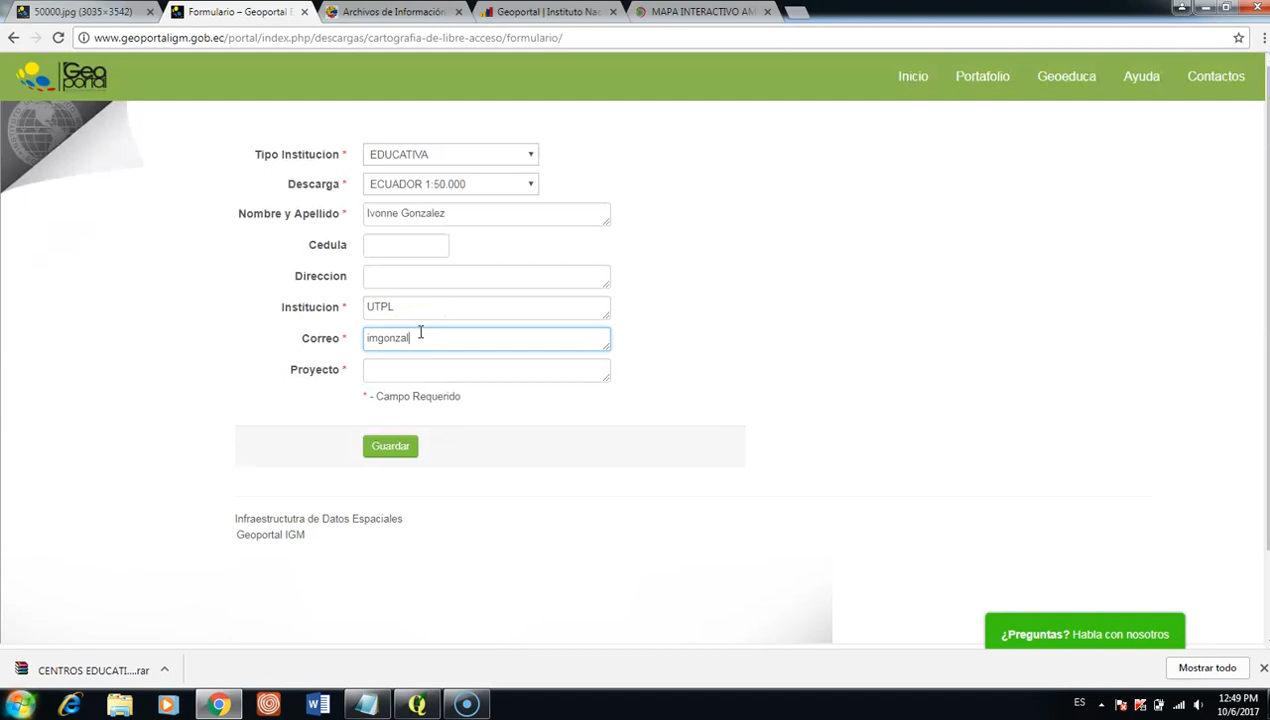 50000.jpg (3035×3542)
Formulario – Geoportal E
Archivos de Información
Geoportal | Instituto Nac
MAPA INTERACTIVO AM
www.geoportaligm.gob.ec/portal/index.php/descargas/cartografia-de-libre-acceso/formulario/
Geo portal
Inicio
Portafolio
Geoeduca
Ayuda
Contactos
Tipo Institucion * EDUCATIVA
Descarga * ECUADOR 1:50.000
Nombre y Apellido * Ivonne Gonzalez
Cedula
Direccion
Institucion * UTPL
Correo * imgonzal
Proyecto *
* - Campo Requerido
Guardar
Infraestructutra de Datos Espaciales
Geoportal IGM
¿Preguntas? Habla con nosotros
CENTROS EDUCATI....rar
Mostrar todo
ES
12:49 PM
10/6/2017